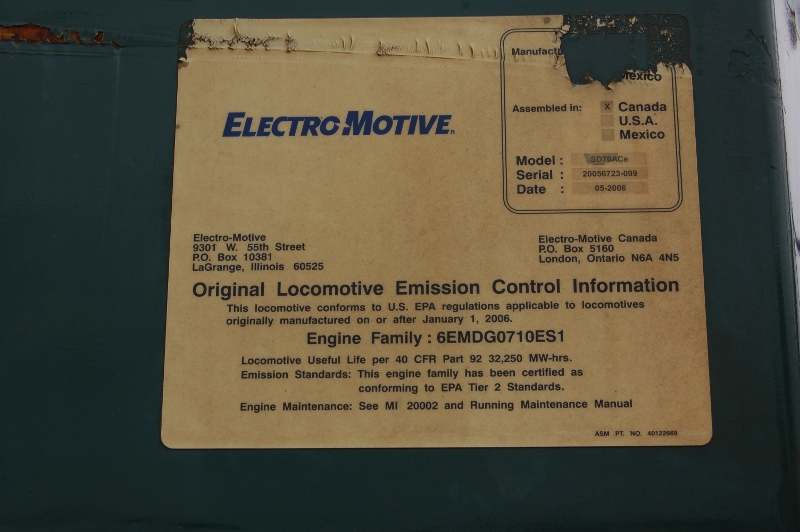 Manufact
Mexico
Assembled in: X Canada
U.S.A.
Mexico
ELECTRO-MOTIVE
Model : SD70ACe
Serial : 20056723-099
Date : 05-2006
Electro-Motive
9301 W. 55th Street
P.O. Box 10381
LaGrange, Illinois 60525
Electro-Motive Canada
P.O. Box 5160
London, Ontario N6A 4N5
Original Locomotive Emission Control Information
This locomotive conforms to U.S. EPA regulations applicable to locomotives
originally manufactured on or after January 1, 2006.
Engine Family : 6EMDG0710ES1
Locomotive Useful Life per 40 CFR Part 92 32,250 MW-hrs.
Emission Standards: This engine family has been certified as
conforming to EPA Tier 2 Standards.
Engine Maintenance: See MI 20002 and Running Maintenance Manual
ASM PT. NO. 40122669